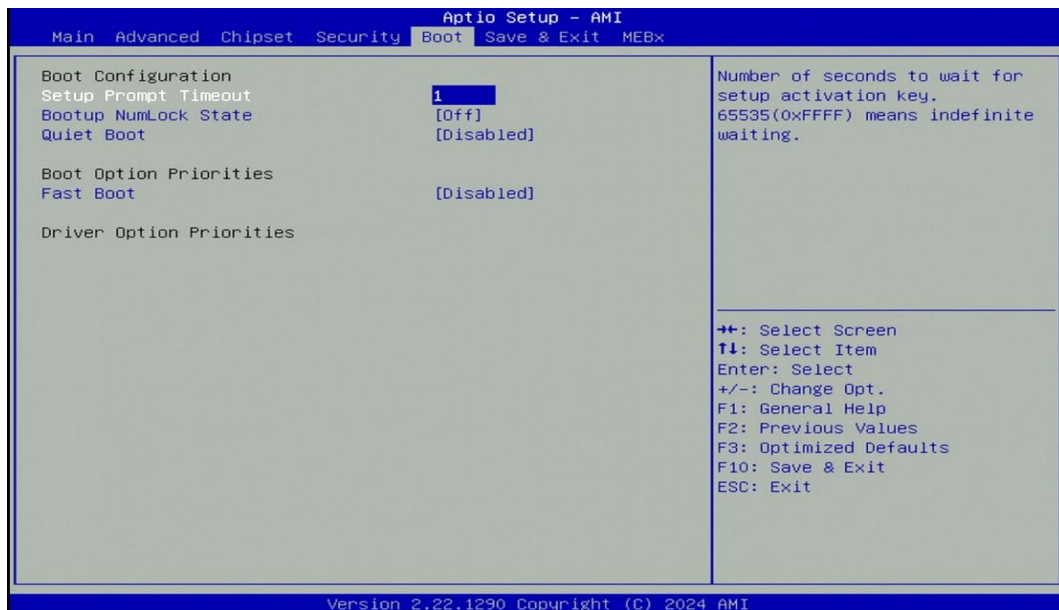 Aptio Setup – AMI
Main Advanced Chipset Security Boot Save & Exit MEBx
Boot Configuration
Setup Prompt Timeout 1
Bootup NumLock State [Off]
Quiet Boot [Disabled]
Boot Option Priorities
Fast Boot [Disabled]
Driver Option Priorities
Number of seconds to wait for
setup activation key.
65535(0xFFFF) means indefinite
waiting.
→←: Select Screen
↑↓: Select Item
Enter: Select
+/-: Change Opt.
F1: General Help
F2: Previous Values
F3: Optimized Defaults
F10: Save & Exit
ESC: Exit
Version 2.22.1290 Copyright (C) 2024 AMI